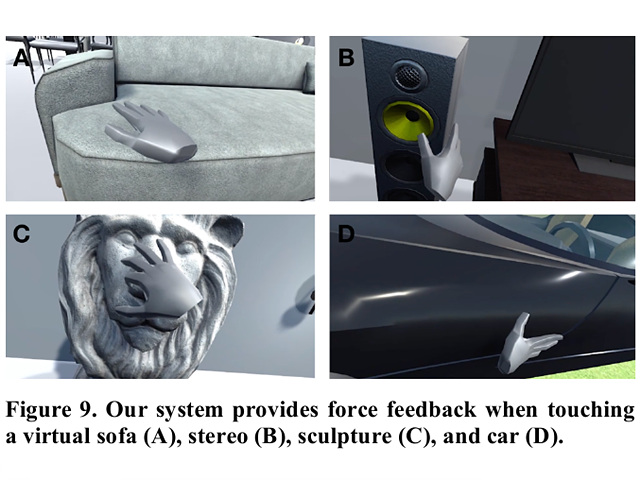 A
B
C
D
Figure 9. Our system provides force feedback when touching
a virtual sofa (A), stereo (B), sculpture (C), and car (D).